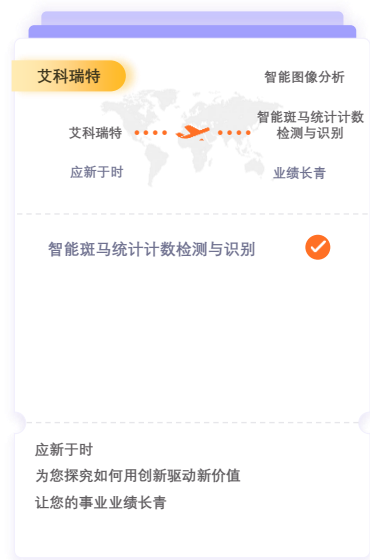 艾科瑞特
智能图像分析
艾科瑞特
智能斑马统计计数
检测与识别
应新于时
业绩长青
智能斑马统计计数检测与识别
应新于时
为您探究如何用创新驱动新价值
让您的事业业绩长青